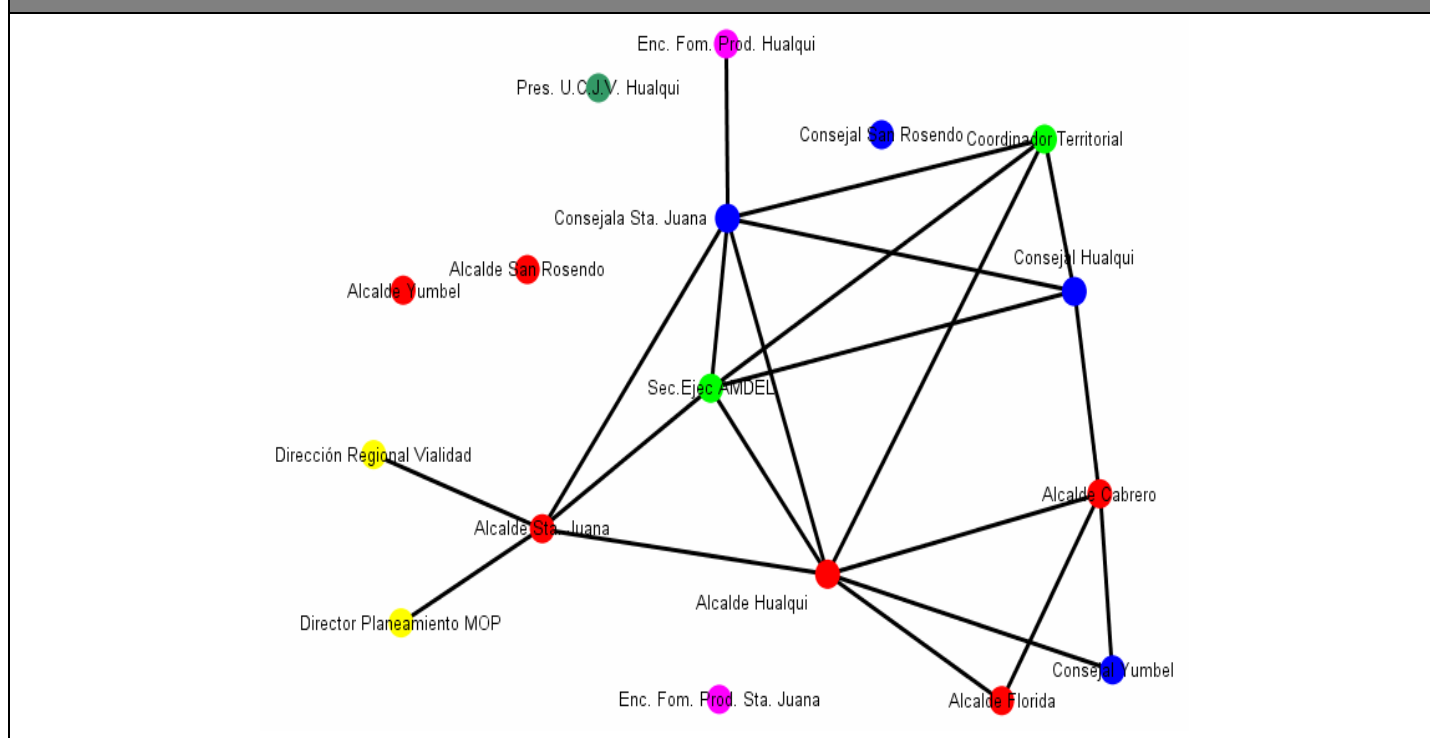 Enc. Fom. Prod. Hualqui
Pres. U.C.J.V. Hualqui
Consejal San Rosendo
Coordinador Territorial
Consejala Sta. Juana
Consejal Hualqui
Alcalde San Rosendo
Alcalde Yumbel
Sec.Ejec AMDEL
Dirección Regional Vialidad
Alcalde Cabrero
Alcalde Sta. Juana
Alcalde Hualqui
Director Planeamiento MOP
Consejal Yumbel
Enc. Fom. Prod. Sta. Juana
Alcalde Florida